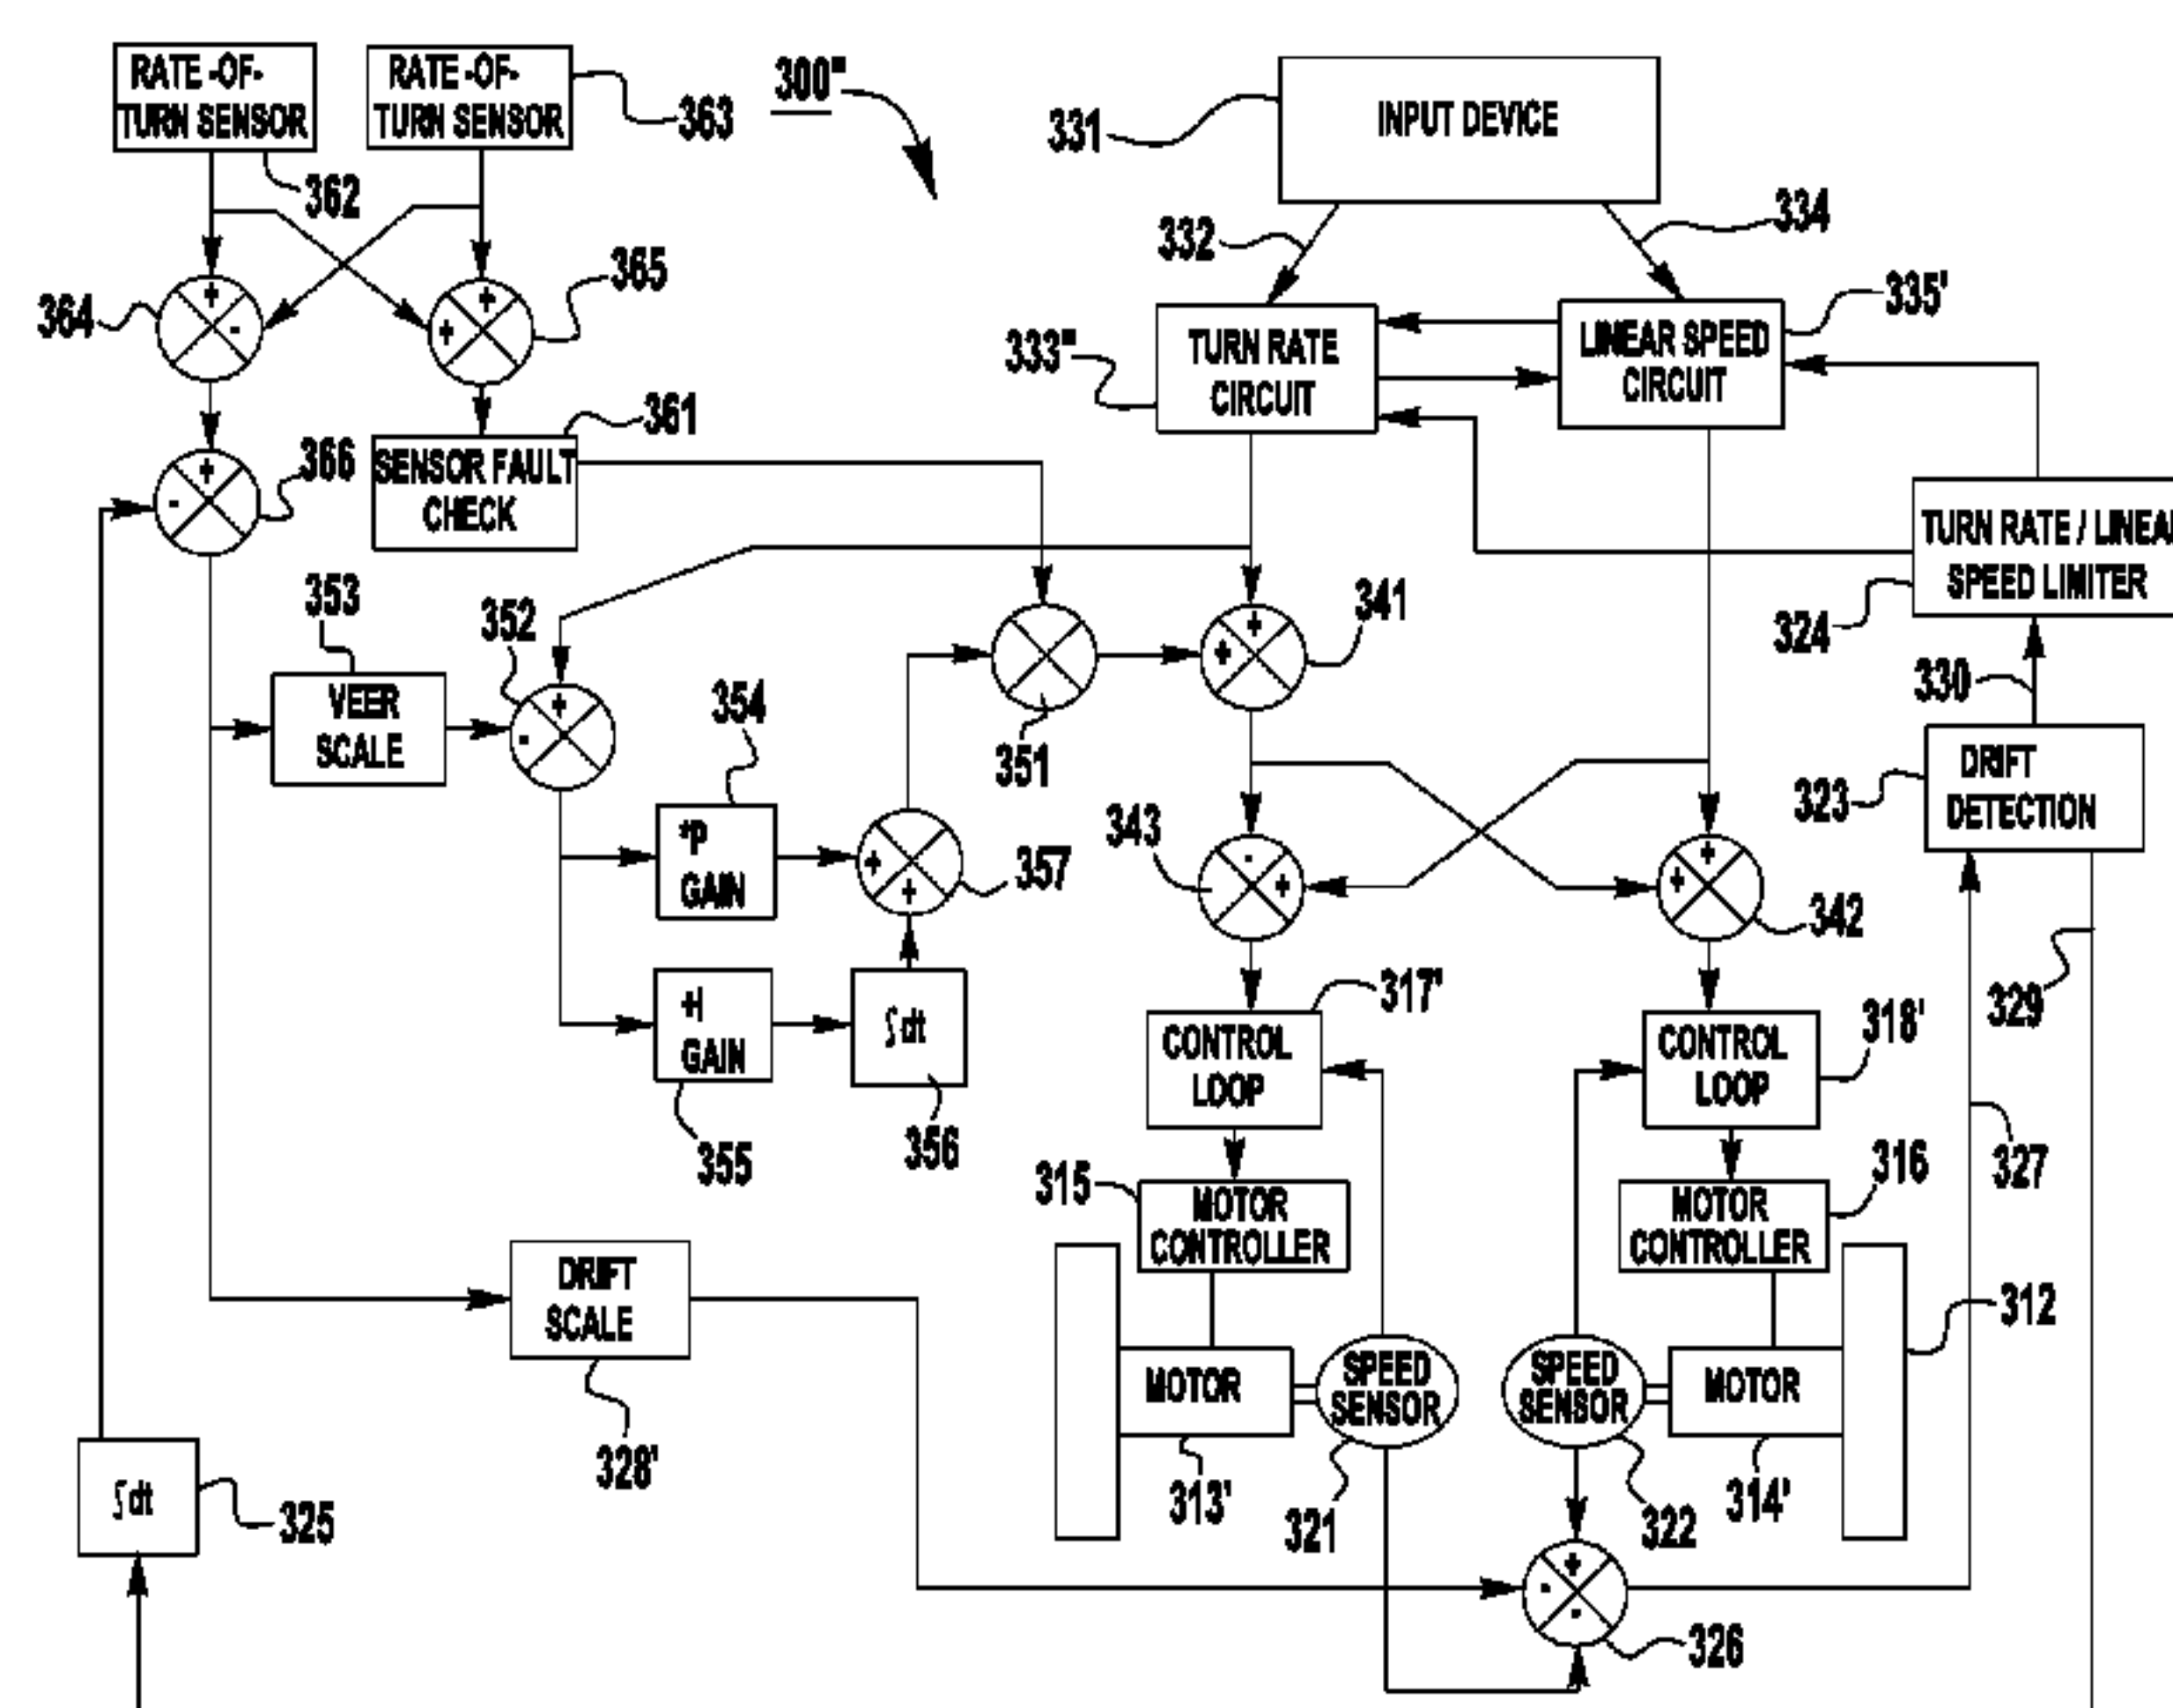 RATE -OF-
TURN SENSOR
RATE -OF-
TURN SENSOR
363
362
300"
331
INPUT DEVICE
332
334
364
+
-
+
+
365
333"
TURN RATE
CIRCUIT
LINEAR SPEED
CIRCUIT
335'
361
SENSOR FAULT
CHECK
+
-
366
TURN RATE / LINEA
SPEED LIMITER
324
353
352
VEER
SCALE
+
-
354
351
+
+
341
330
DRIFT
DETECTION
323
+P
GAIN
+
+
357
343
-
+
+
+
342
329
+I
GAIN
∫dt
355
356
317'
CONTROL
LOOP
CONTROL
LOOP
318'
327
315
MOTOR
CONTROLLER
MOTOR
CONTROLLER
316
DRIFT
SCALE
328'
312
MOTOR
SPEED
SENSOR
SPEED
SENSOR
MOTOR
313'
321
322
314'
∫dt
325
+
-
-
326